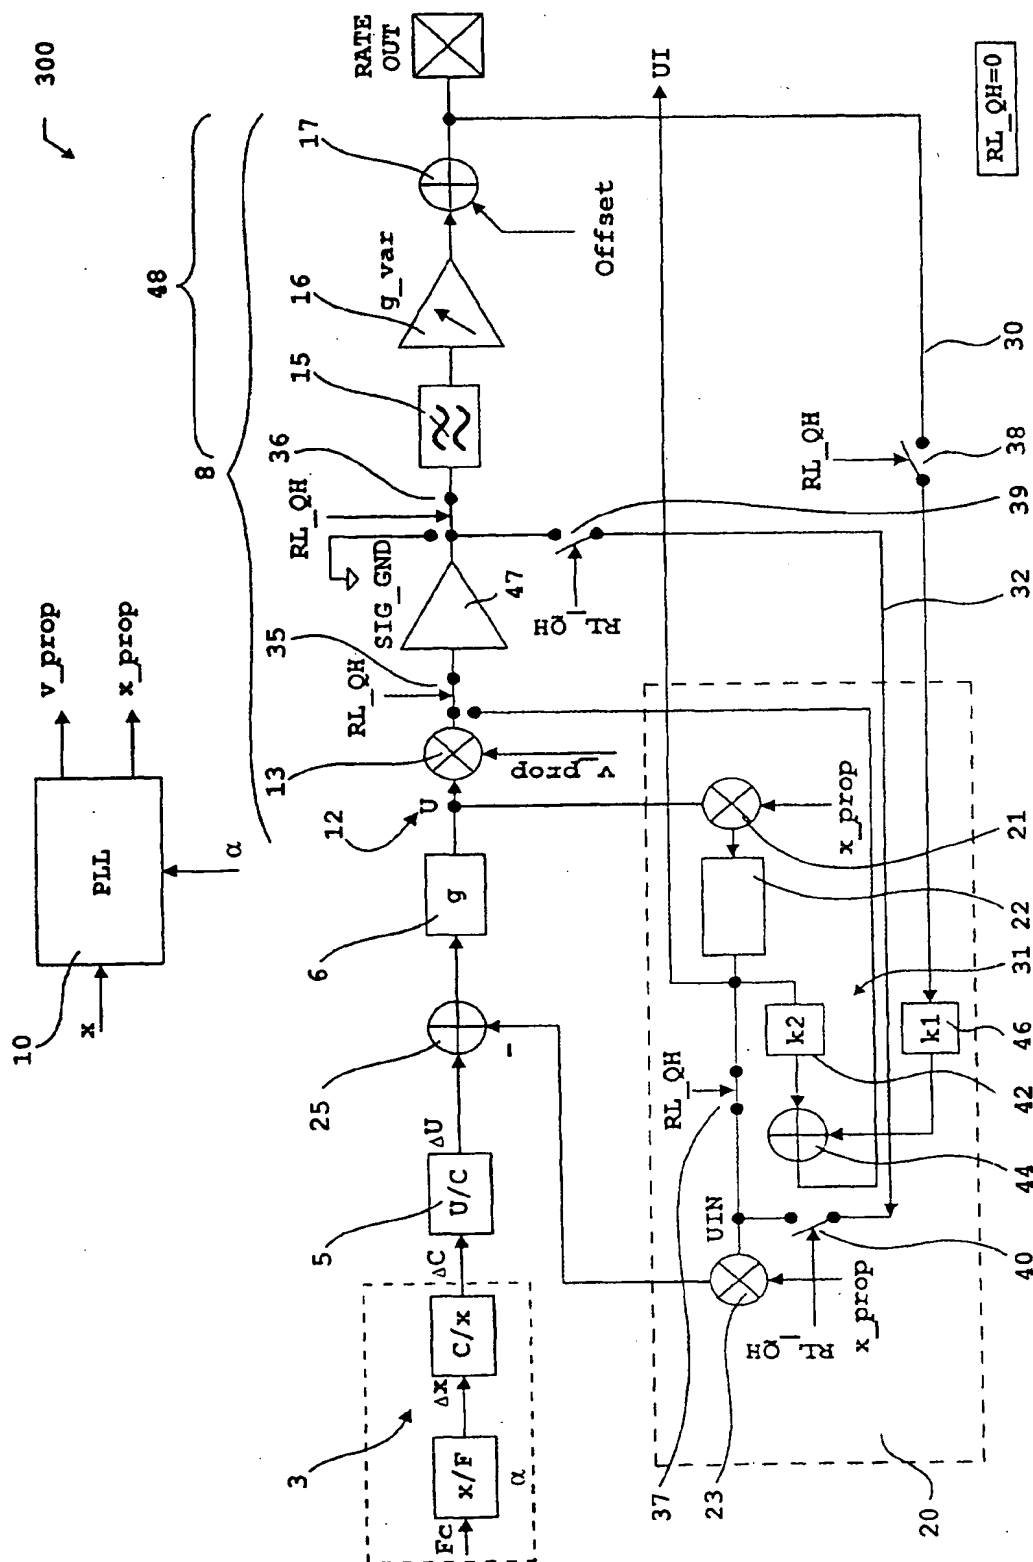 300
PLL
10
x
α
v_prop
x_prop
48
8
RATE
OUT
17
Offset
g_var
16
15
36
RL_QH
SIG_GND
47
35
RL_QH
13
v_prop
12
U
g
6
25
-
ΔU
U/C
5
ΔC
C/x
Δx
x/F
Fc
α
3
UI
RL_QH
39
RL_QH
38
30
32
x_prop
21
22
31
k2
k1
46
42
44
RL_QH
37
UIN
40
RL_QH
x_prop
23
20
RL_QH=0